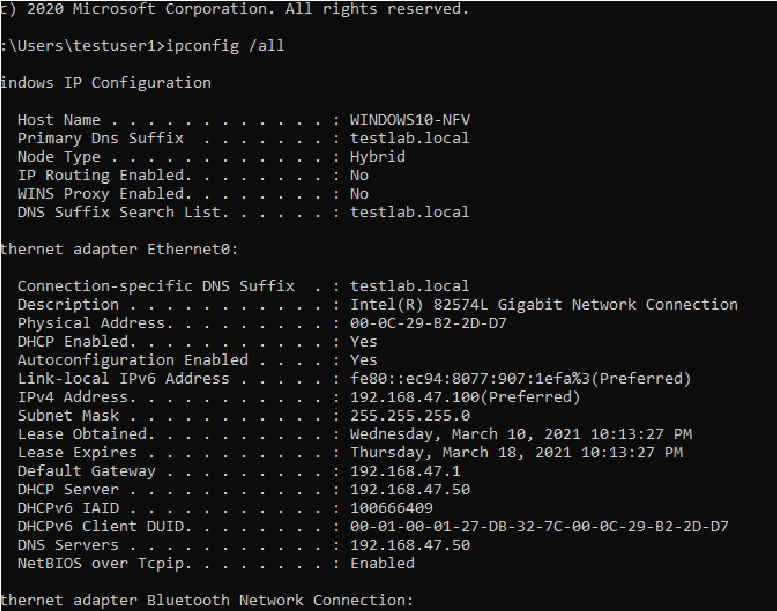 c) 2020 Microsoft Corporation. All rights reserved.
:\Users\testuser1>ipconfig /all
indows IP Configuration
Host Name . . . . . . . . . . . . : WINDOWS10-NFV
Primary Dns Suffix  . . . . . . . : testlab.local
Node Type . . . . . . . . . . . . : Hybrid
IP Routing Enabled. . . . . . . . : No
WINS Proxy Enabled. . . . . . . . : No
DNS Suffix Search List. . . . . . : testlab.local
thernet adapter Ethernet0:
Connection-specific DNS Suffix  . : testlab.local
Description . . . . . . . . . . . : Intel(R) 82574L Gigabit Network Connection
Physical Address. . . . . . . . . : 00-0C-29-B2-2D-D7
DHCP Enabled. . . . . . . . . . . : Yes
Autoconfiguration Enabled . . . . : Yes
Link-local IPv6 Address . . . . . : fe80::ec94:8077:907:1efa%3(Preferred)
IPv4 Address. . . . . . . . . . . : 192.168.47.100(Preferred)
Subnet Mask . . . . . . . . . . . : 255.255.255.0
Lease Obtained. . . . . . . . . . : Wednesday, March 10, 2021 10:13:27 PM
Lease Expires . . . . . . . . . . : Thursday, March 18, 2021 10:13:27 PM
Default Gateway . . . . . . . . . : 192.168.47.1
DHCP Server . . . . . . . . . . . : 192.168.47.50
DHCPv6 IAID . . . . . . . . . . . : 100666409
DHCPv6 Client DUID. . . . . . . . : 00-01-00-01-27-DB-32-7C-00-0C-29-B2-2D-D7
DNS Servers . . . . . . . . . . . : 192.168.47.50
NetBIOS over Tcpip. . . . . . . . : Enabled
thernet adapter Bluetooth Network Connection: